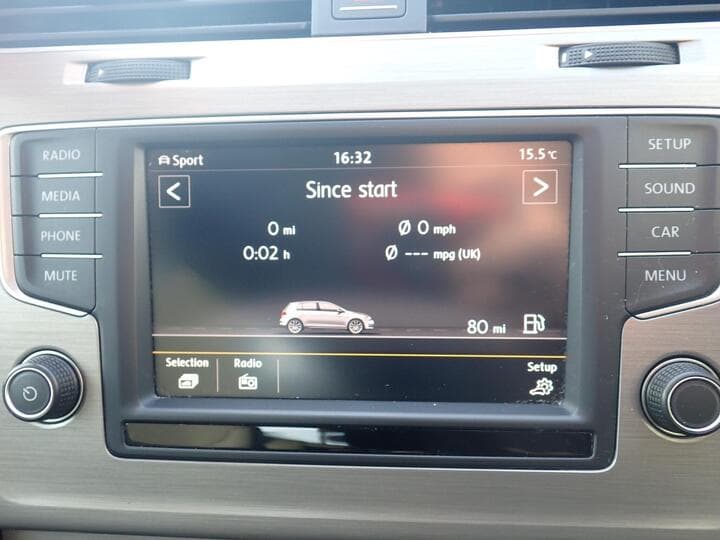 RADIO
MEDIA
PHONE
MUTE
Sport 16:32 15.5°C
< Since start >
0 mi Ø 0 mph
0:02 h Ø --- mpg (UK)
80 mi
Selection Radio Setup
SETUP
SOUND
CAR
MENU